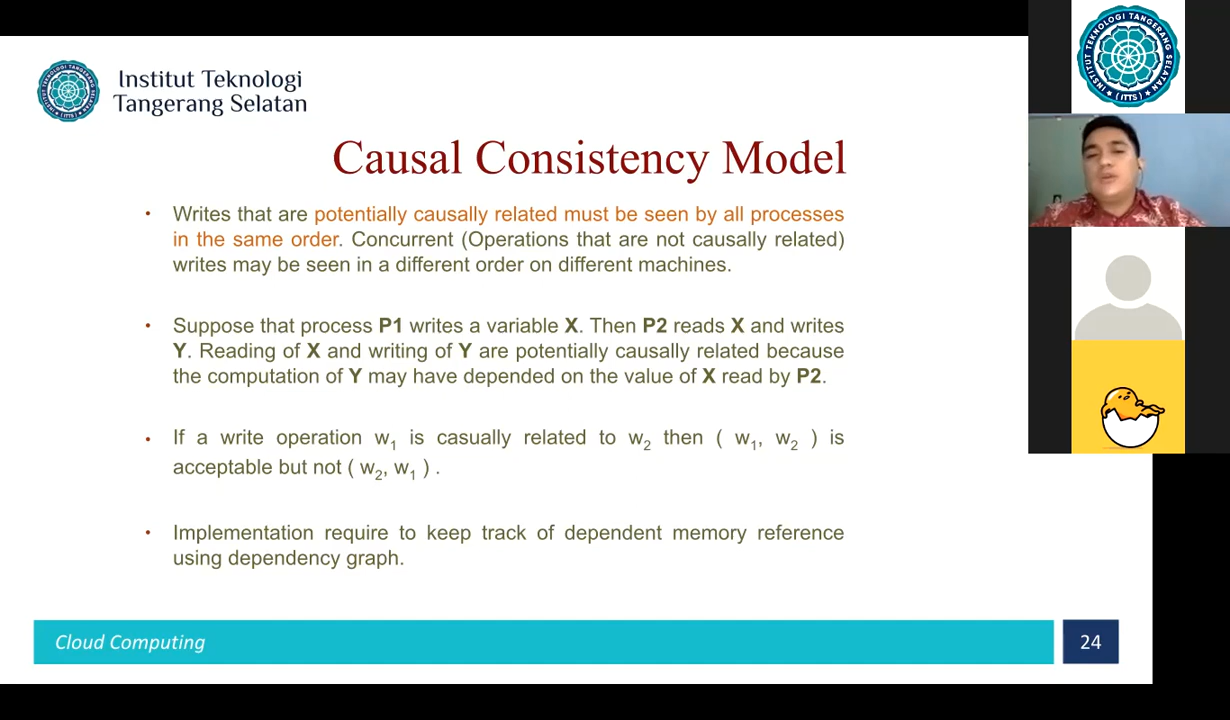 Institut Teknologi
Tangerang Selatan
Causal Consistency Model
• Writes that are potentially causally related must be seen by all processes
in the same order. Concurrent (Operations that are not causally related)
writes may be seen in a different order on different machines.
• Suppose that process P1 writes a variable X. Then P2 reads X and writes
Y. Reading of X and writing of Y are potentially causally related because
the computation of Y may have depended on the value of X read by P2.
• If a write operation w1 is casually related to w2 then ( w1, w2 ) is
acceptable but not ( w2, w1 ) .
• Implementation require to keep track of dependent memory reference
using dependency graph.
Cloud Computing
24
INSTITUT TEKNOLOGI TANGERANG SELATAN
(ITTS)